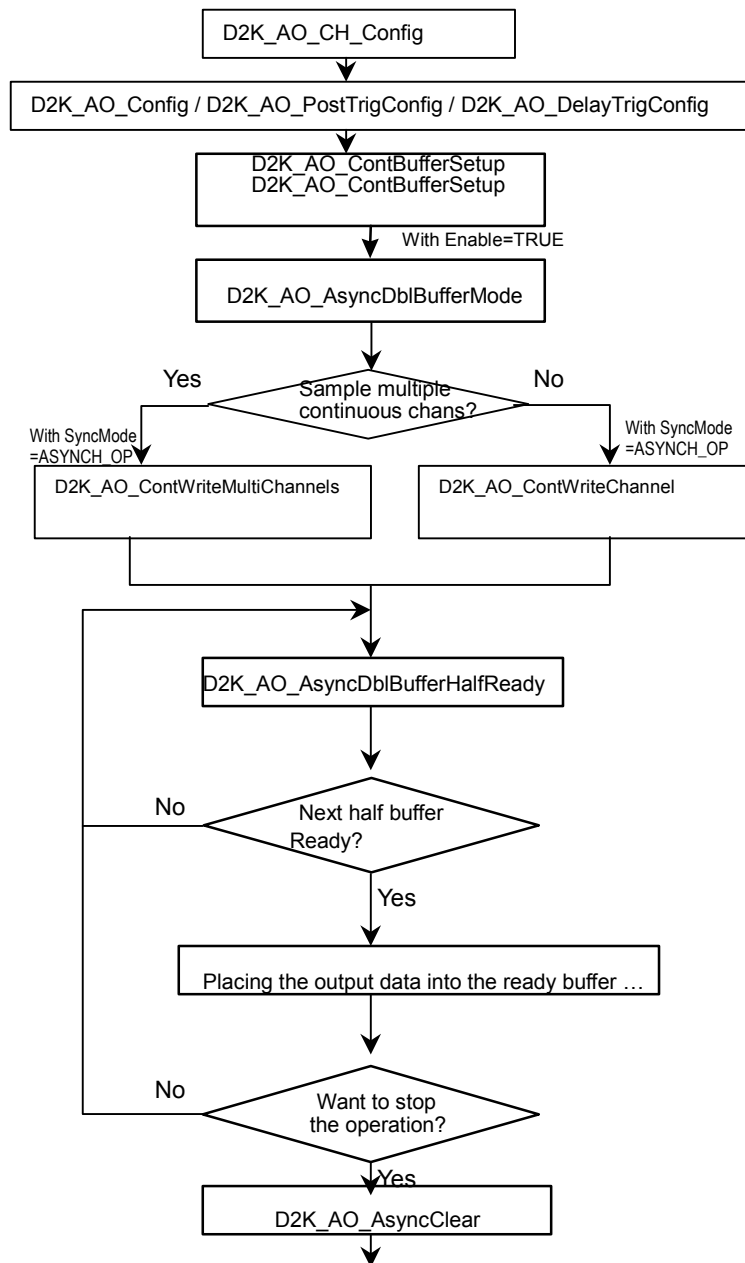 D2K_AO_CH_Config
D2K_AO_Config / D2K_AO_PostTrigConfig / D2K_AO_DelayTrigConfig
D2K_AO_ContBufferSetup
D2K_AO_ContBufferSetup
With Enable=TRUE
D2K_AO_AsyncDblBufferMode
Yes
No
Sample multiple
continuous chans?
With SyncMode
=ASYNCH_OP
With SyncMode
=ASYNCH_OP
D2K_AO_ContWriteMultiChannels
D2K_AO_ContWriteChannel
D2K_AO_AsyncDblBufferHalfReady
No
Next half buffer
Ready?
Yes
Placing the output data into the ready buffer …
No
Want to stop
the operation?
Yes
D2K_AO_AsyncClear